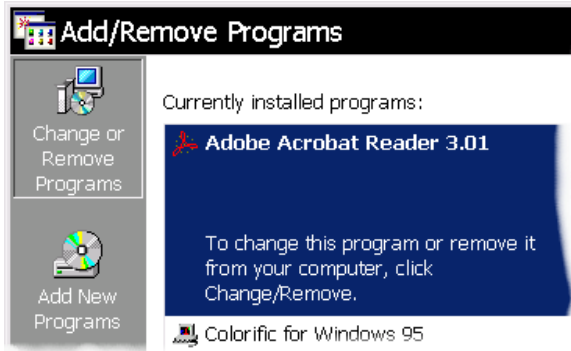 Add/Remove Programs
Change or
Remove
Programs
Add New
Programs
Currently installed programs:
Adobe Acrobat Reader 3.01
To change this program or remove it
from your computer, click
Change/Remove.
Colorific for Windows 95